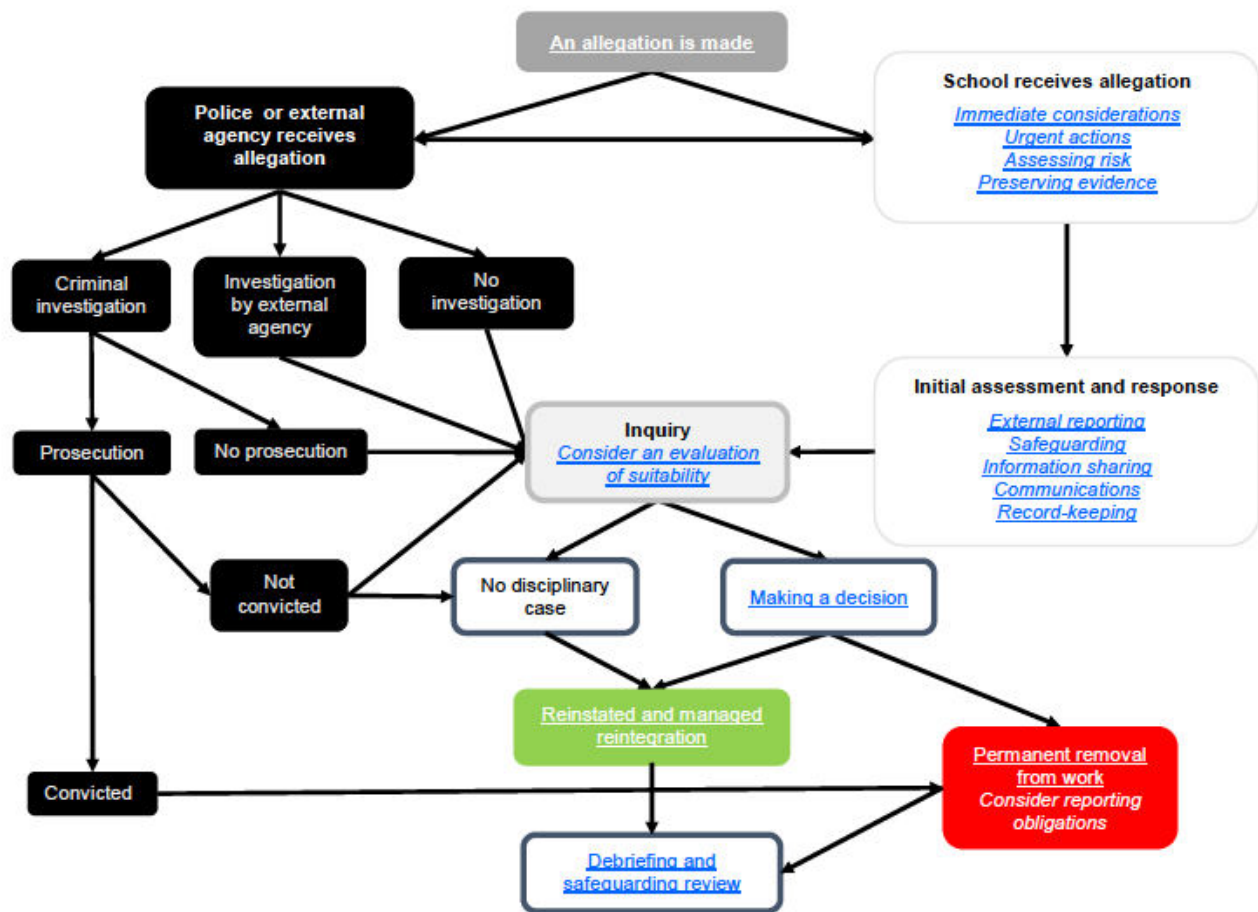 An allegation is made
School receives allegation
Immediate considerations
Urgent actions
Assessing risk
Preserving evidence
Police or external
agency receives
allegation
Criminal
investigation
Investigation
by external
agency
No
investigation
Initial assessment and response
External reporting
Safeguarding
Information sharing
Communications
Record-keeping
Prosecution
No prosecution
Inquiry
Consider an evaluation
of suitability
Not
convicted
No disciplinary
case
Making a decision
Reinstated and managed
reintegration
Permanent removal
from work
Consider reporting
obligations
Convicted
Debriefing and
safeguarding review